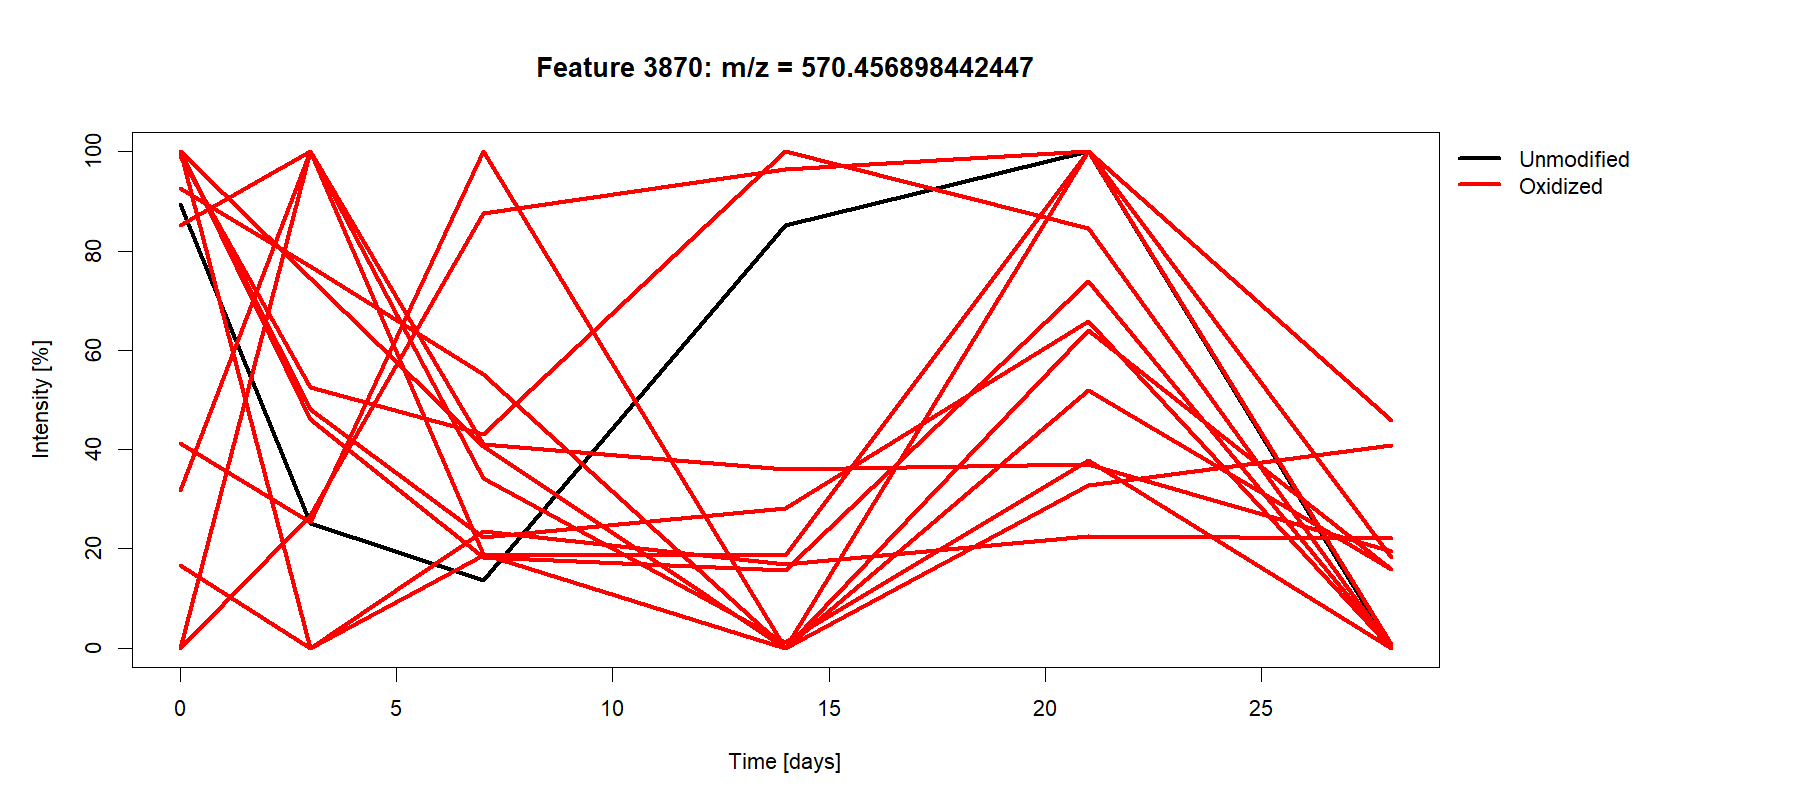 Feature 3870: m/z = 570.456898442447
Unmodified
Oxidized
Intensity [%]
100
80
60
40
20
0
0 5 10 15 20 25
Time [days]